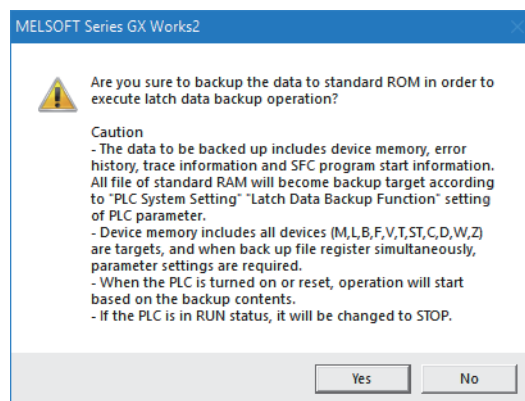 MELSOFT Series GX Works2
Are you sure to backup the data to standard ROM in order to
execute latch data backup operation?
Caution
- The data to be backed up includes device memory, error
history, trace information and SFC program start information.
All file of standard RAM will become backup target according
to "PLC System Setting" "Latch Data Backup Function" setting
of PLC parameter.
- Device memory includes all devices (M,L,B,F,V,T,ST,C,D,W,Z)
are targets, and when back up file register simultaneously,
parameter settings are required.
- When the PLC is turned on or reset, operation will start
based on the backup contents.
- If the PLC is in RUN status, it will be changed to STOP.
Yes
No